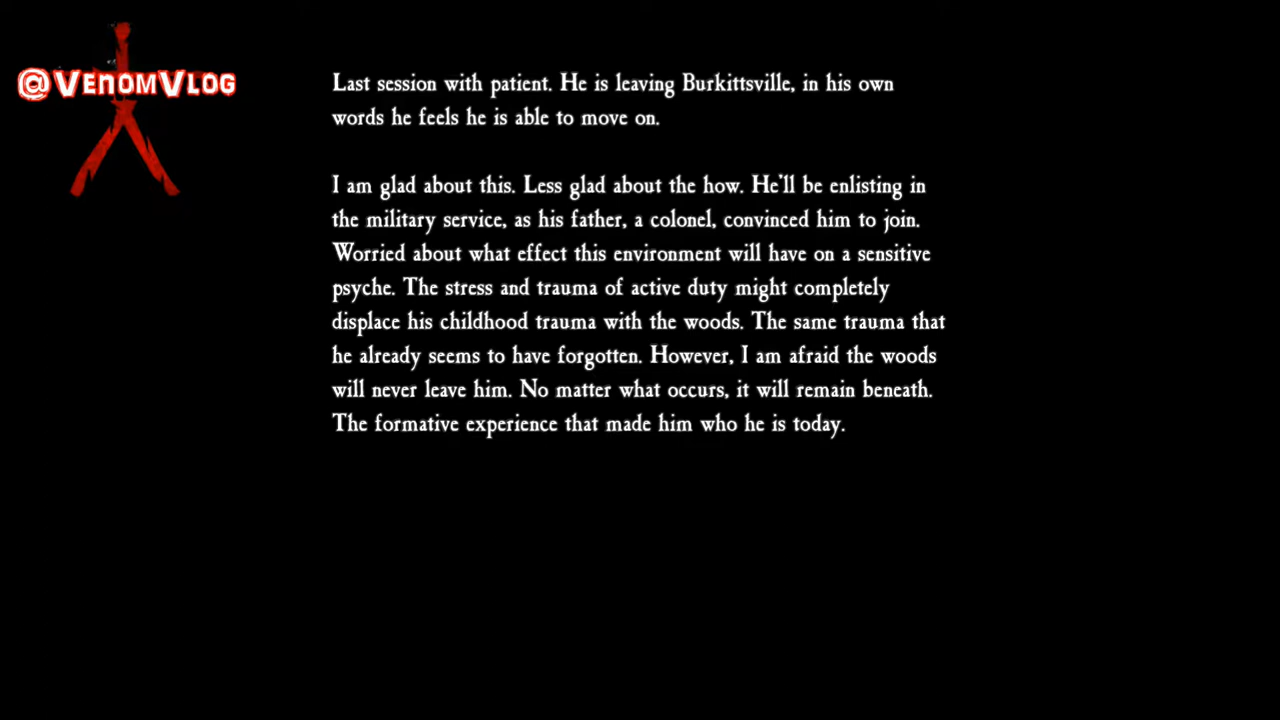 @VenomVlog
Last session with patient. He is leaving Burkittsville, in his own
words he feels he is able to move on.
I am glad about this. Less glad about the how. He'll be enlisting in
the military service, as his father, a colonel, convinced him to join.
Worried about what effect this environment will have on a sensitive
psyche. The stress and trauma of active duty might completely
displace his childhood trauma with the woods. The same trauma that
he already seems to have forgotten. However, I am afraid the woods
will never leave him. No matter what occurs, it will remain beneath.
The formative experience that made him who he is today.